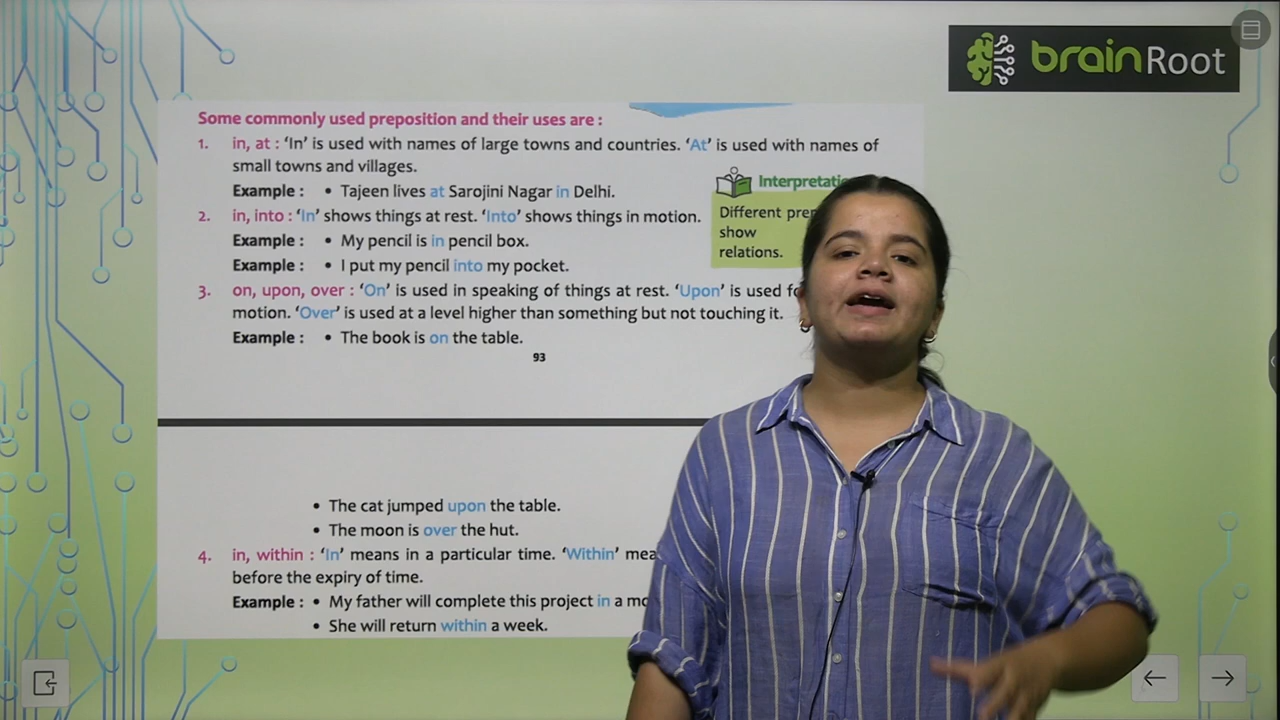 brainRoot
Some commonly used preposition and their uses are :
1. in, at : ‘In’ is used with names of large towns and countries. ‘At’ is used with names of
small towns and villages.
Example : • Tajeen lives at Sarojini Nagar in Delhi.
Interpretatio
2. in, into : ‘In’ shows things at rest. ‘Into’ shows things in motion.
Different
show
relations.
Example : • My pencil is in pencil box.
Example : • I put my pencil into my pocket.
3. on, upon, over : ‘On’ is used in speaking of things at rest. ‘Upon’ is used
motion. ‘Over’ is used at a level higher than something but not touching it.
Example : • The book is on the table.
93
• The cat jumped upon the table.
• The moon is over the hut.
4. in, within : ‘In’ means in a particular time. ‘Within’
before the expiry of time.
Example : • My father will complete this project in a
• She will return within a week.